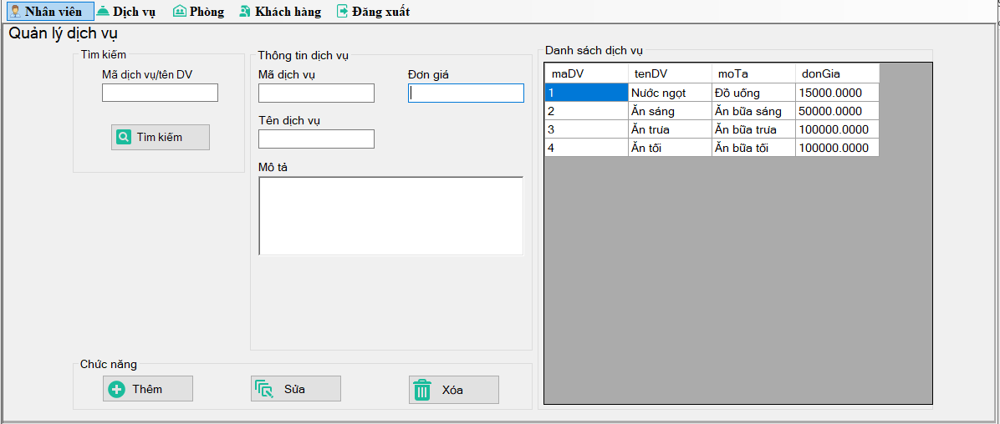 Nhân viên Dịch vụ Phòng Khách hàng Đăng xuất
Quản lý dịch vụ
Tìm kiếm
Mã dịch vụ/tên DV
Tìm kiếm
Thông tin dịch vụ
Mã dịch vụ Đơn giá
Tên dịch vụ
Mô tả
Chức năng
Thêm Sửa Xóa
Danh sách dịch vụ
maDV tenDV moTa donGia
1 Nước ngọt Đồ uống 15000.0000
2 Ăn sáng Ăn bữa sáng 50000.0000
3 Ăn trưa Ăn bữa trưa 100000.0000
4 Ăn tối Ăn bữa tối 100000.0000